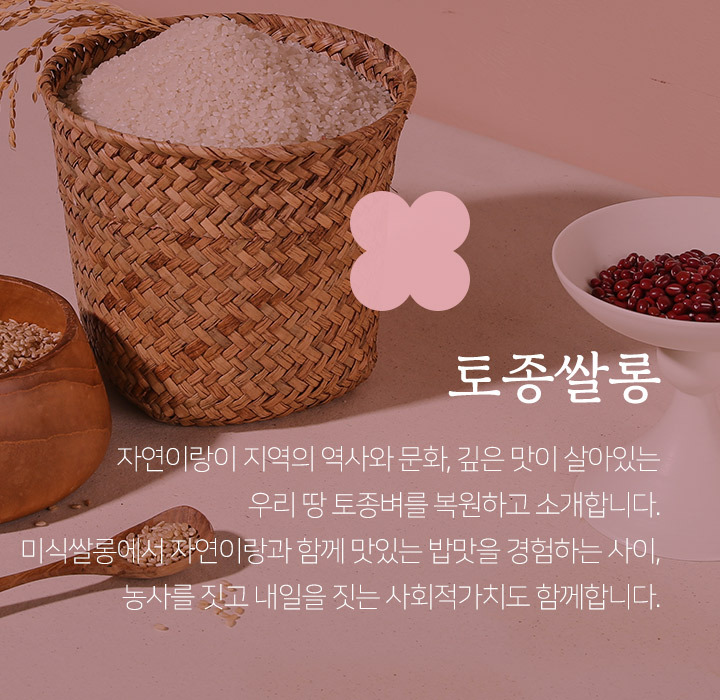 토종쌀롱
자연이랑이 지역의 역사와 문화, 깊은 맛이 살아있는
우리 땅 토종벼를 복원하고 소개합니다.
미식쌀롱에서 자연이랑과 함께 맛있는 밥맛을 경험하는 사이,
농사를 짓고 내일을 짓는 사회적가치도 함께합니다.